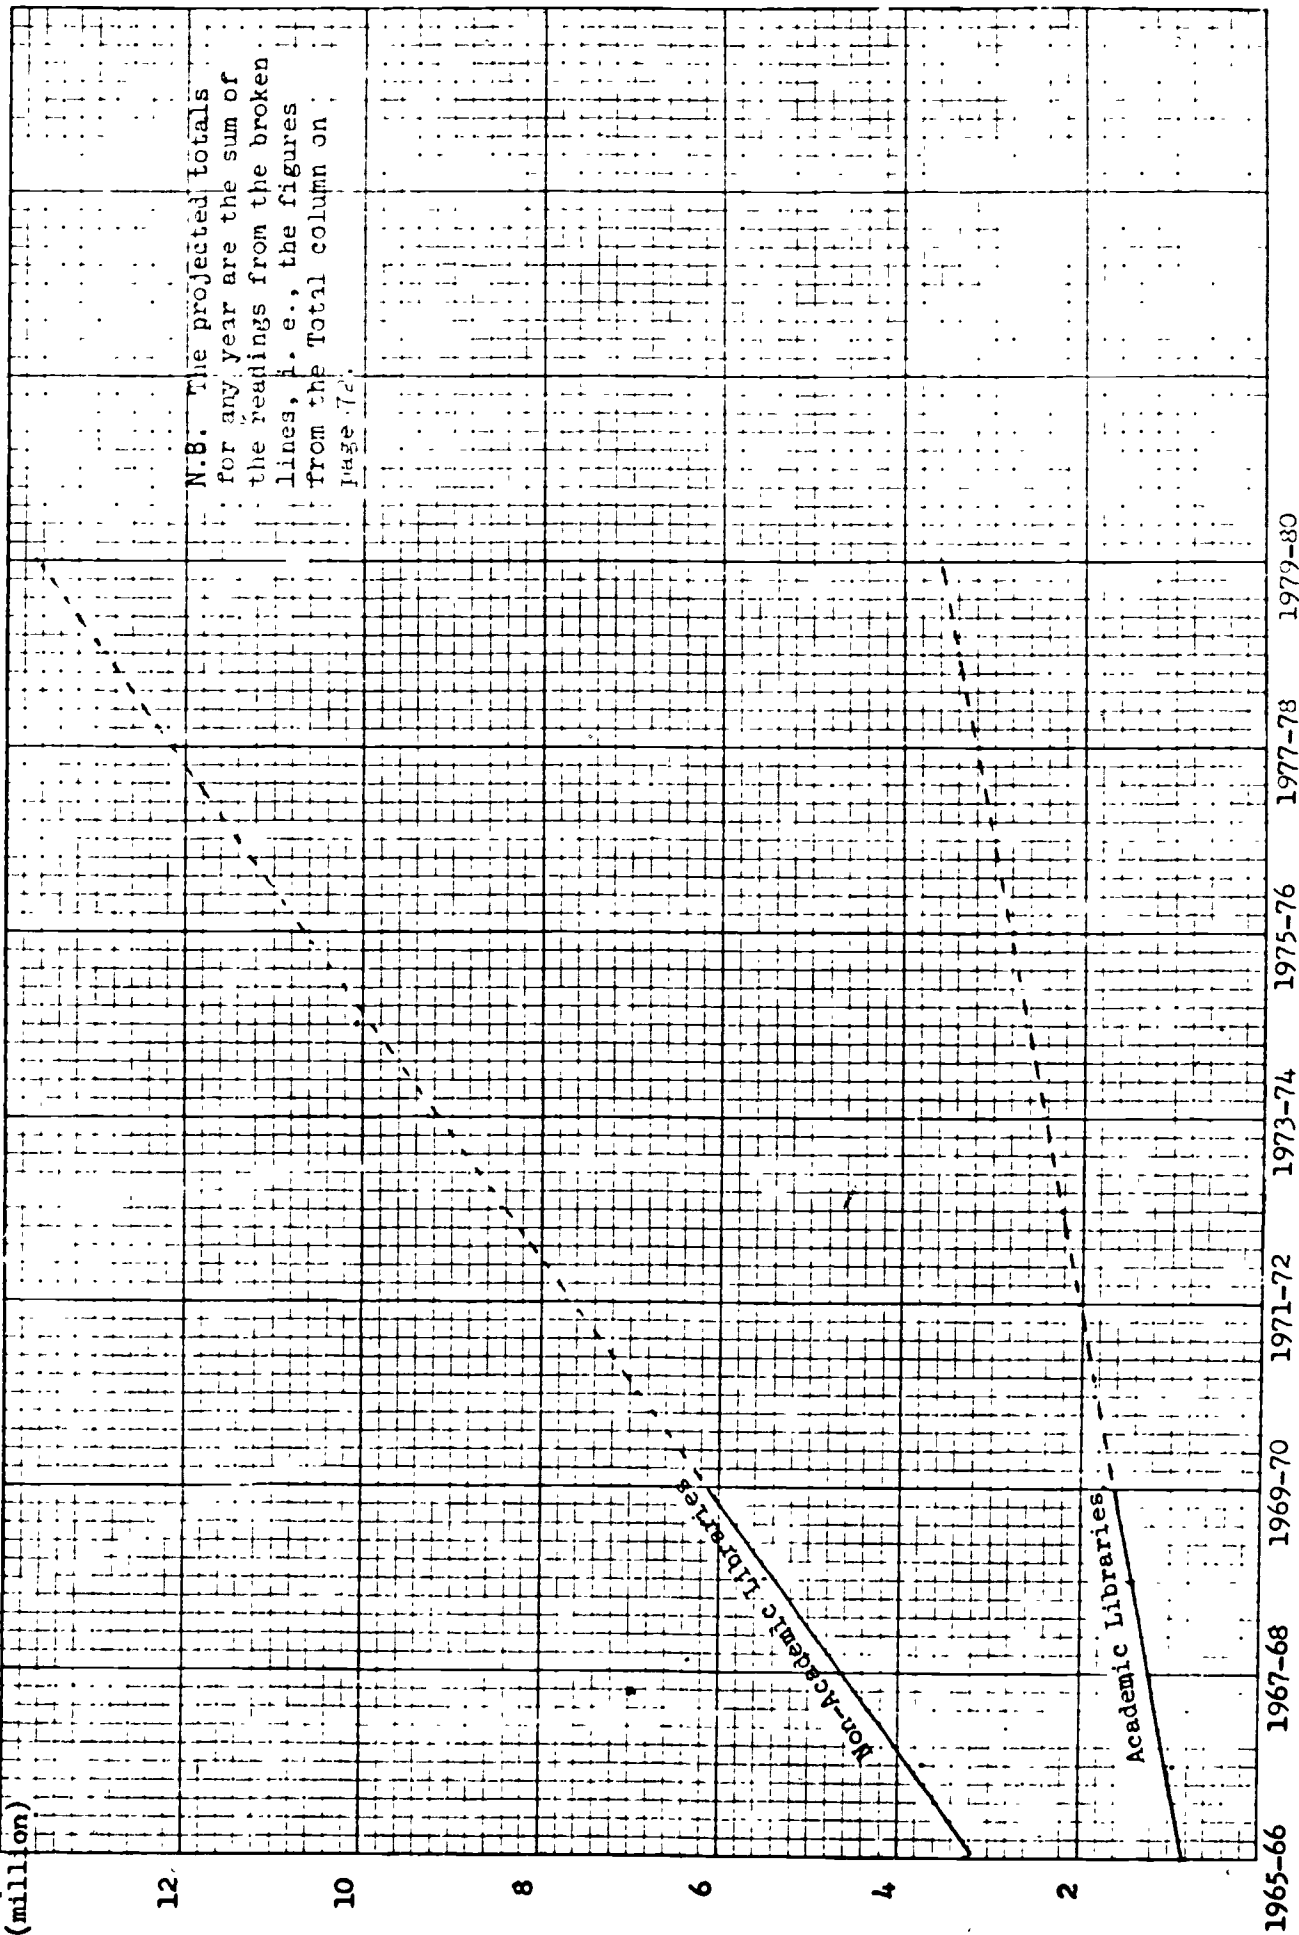 (million)
N.B. The projected totals
for any year are the sum of
the readings from the broken
lines, i. e., the figures
from the Total column on
page
12
10
8
6
4
2
Non-Academic Libraries
Academic Libraries
1965-66 1967-68 1969-70 1971-72 1973-74 1975-76 1977-78 1979-80